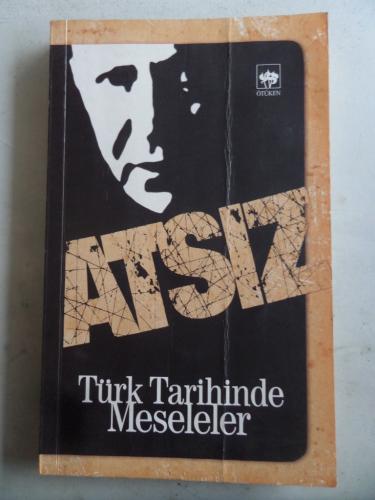 ÖTÜKEN
ATSIZ
Türk Tarihinde
Meseleler